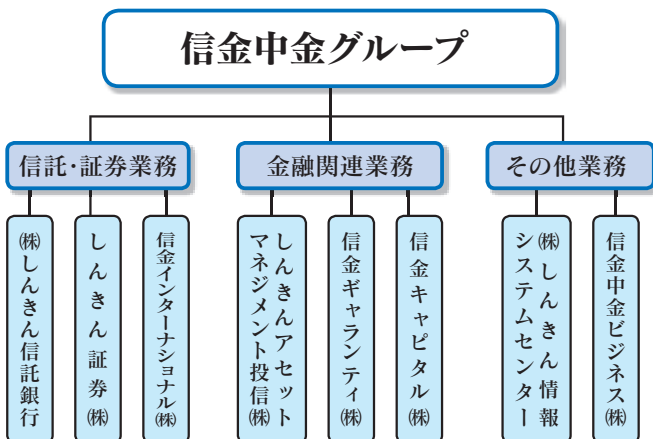 信金中金グループ
信託・証券業務
金融関連業務
その他業務
㈱しんきん信託銀行
しんきん証券㈱
信金インターナショナル㈱
しんきんアセット
マネジメント投信㈱
信金ギャランティ㈱
信金キャピタル㈱
㈱しんきん情報
システムセンター
信金中金ビジネス㈱